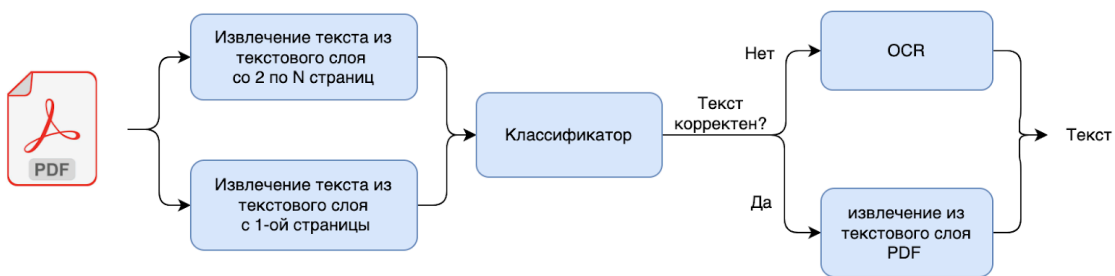 PDF
Извлечение текста из
текстового слоя
со 2 по N страниц
Извлечение текста из
текстового слоя
с 1-ой страницы
Классификатор
Текст
корректен?
Нет
Да
OCR
извлечение из
текстового слоя
PDF
Текст